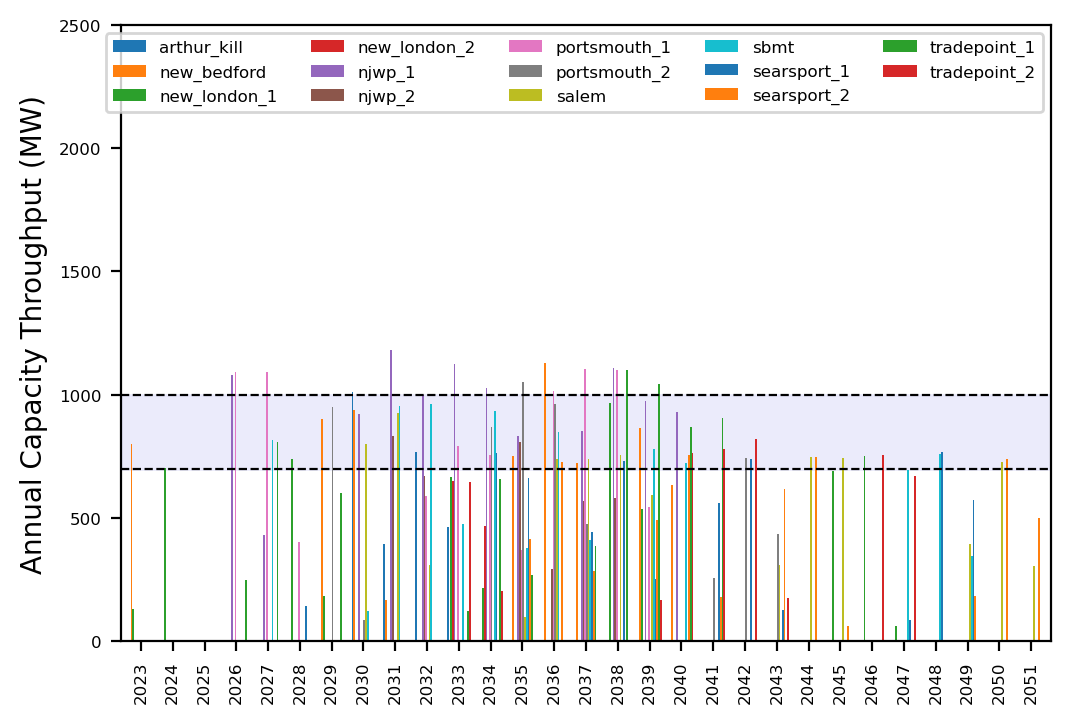 2500
arthur_kill new_london_2 portsmouth_1 sbmt tradepoint_1
new_bedford njwp_1 portsmouth_2 searsport_1 tradepoint_2
new_london_1 njwp_2 salem searsport_2
2000
1500
1000
500
0
Annual Capacity Throughput (MW)
2023 2024 2025 2026 2027 2028 2029 2030 2031 2032 2033 2034 2035 2036 2037 2038 2039 2040 2041 2042 2043 2044 2045 2046 2047 2048 2049 2050 2051